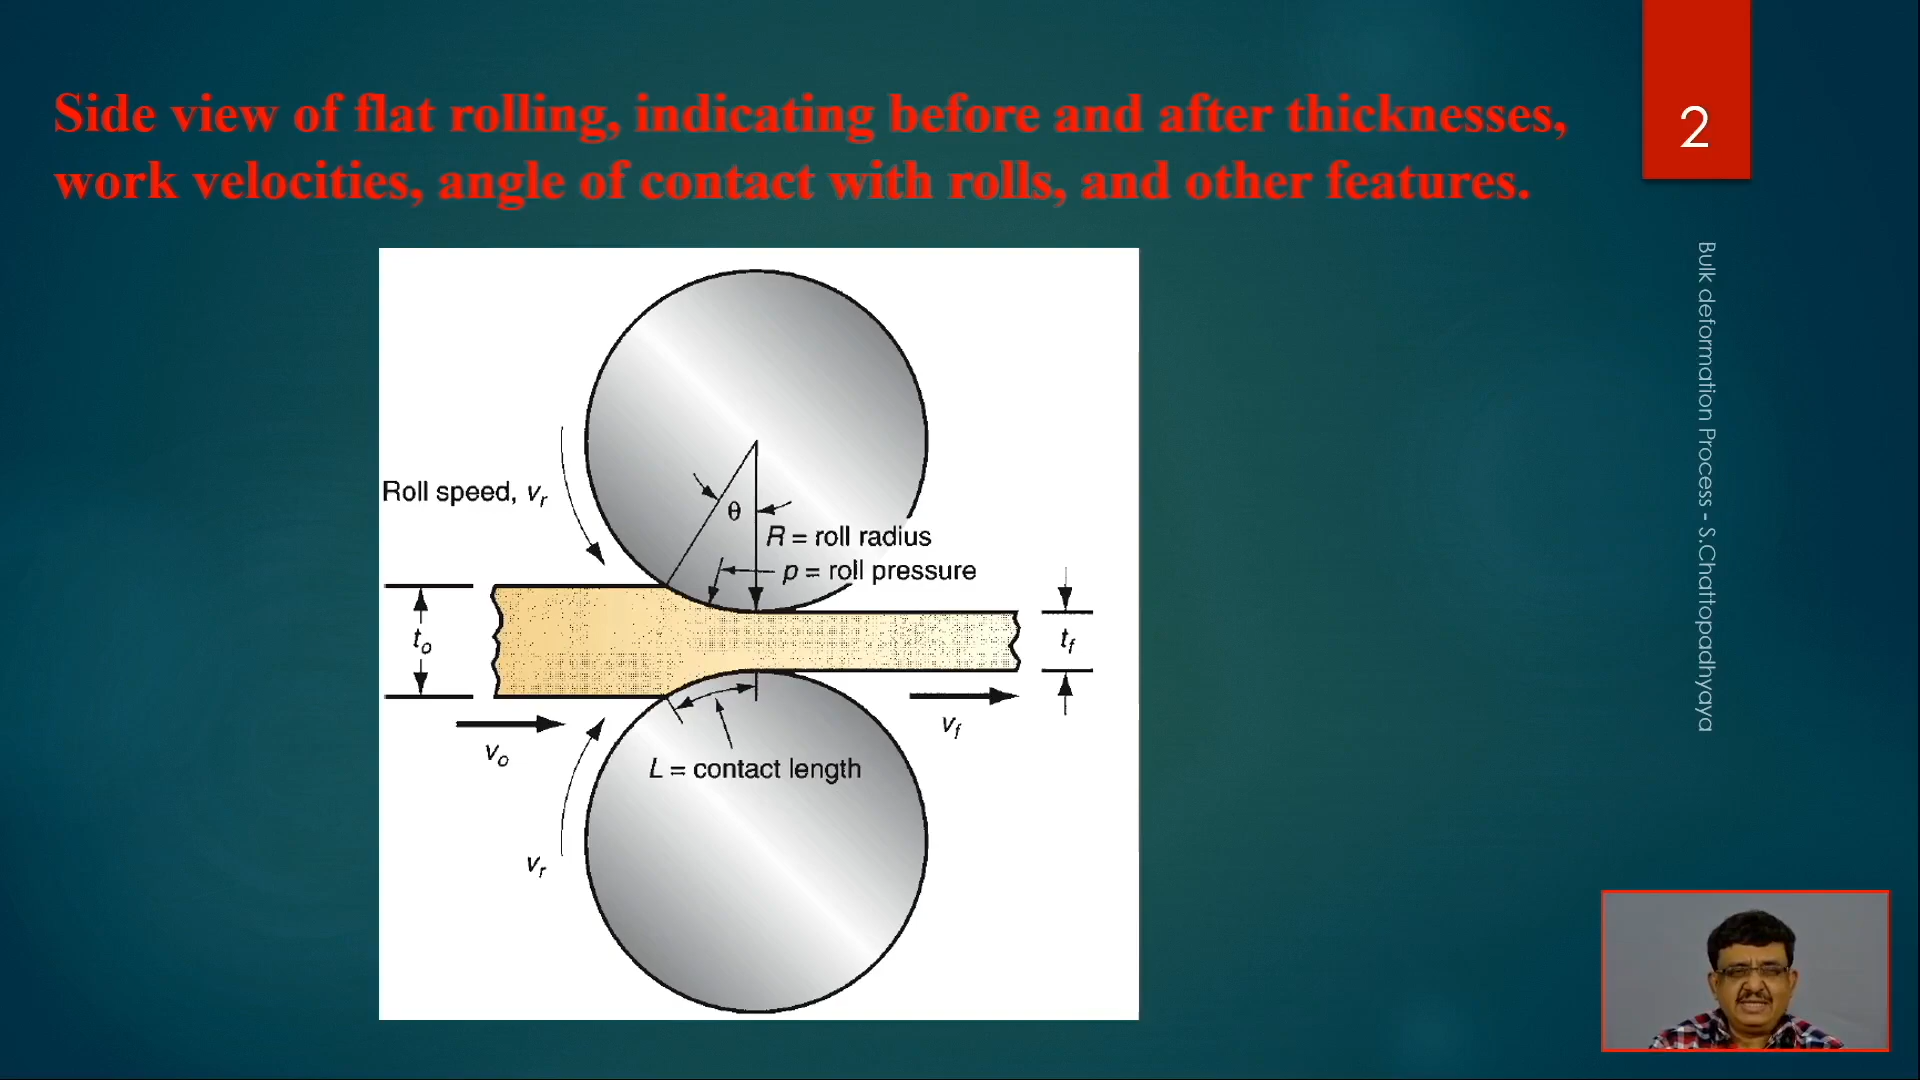 Side view of flat rolling, indicating before and after thicknesses,
work velocities, angle of contact with rolls, and other features.
2
Bulk deformation Process - S.Chattopadhyaya
Roll speed, vr
θ
R = roll radius
p = roll pressure
to
tf
vo
vf
L = contact length
vr